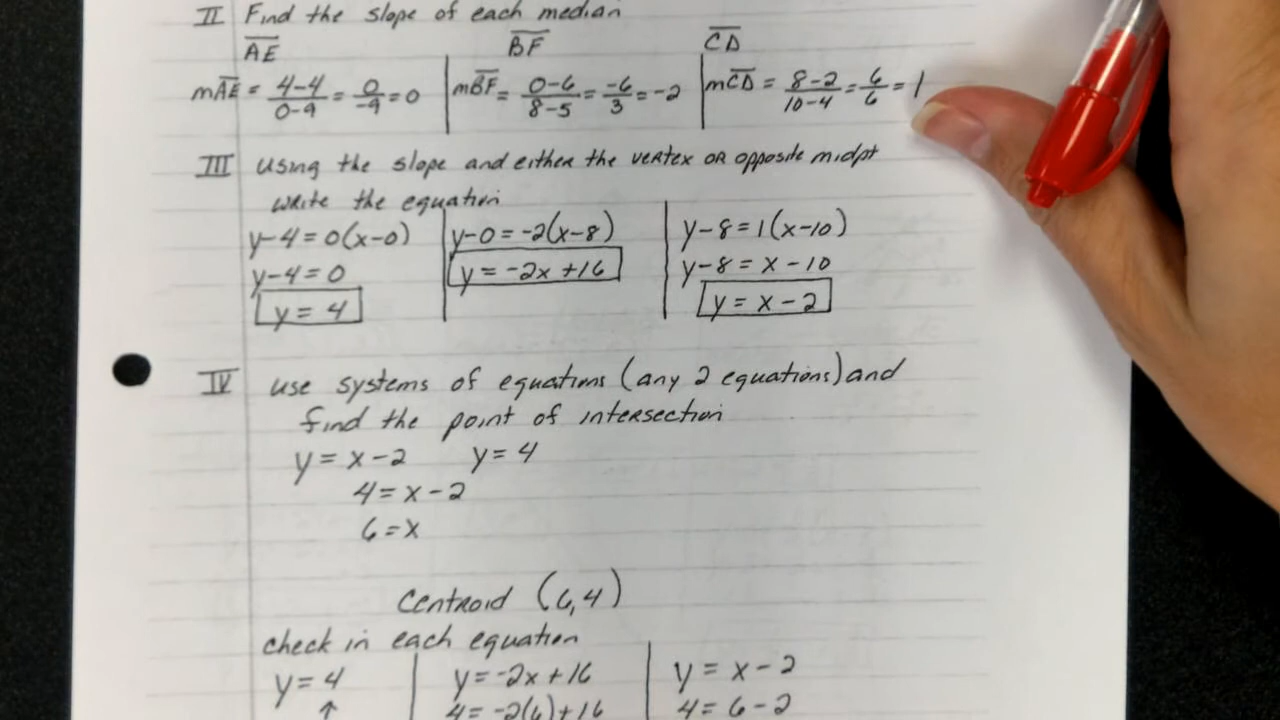 II Find the slope of each median
AE BF CD
mAE = 4-4/0-9 = 0/-9 = 0 mBF = 0-6/8-5 = -6/3 = -2 mCD = 8-2/10-4 = 6/6 = 1
III using the slope and either the vertex or opposite midpt
write the equation
y-4=0(x-0) y-0=-2(x-8) y-8=1(x-10)
y-4=0 y=-2x+16 y-8=x-10
y=4 y=x-2
IV use systems of equations (any 2 equations) and
find the point of intersection
y=x-2 y=4
4=x-2
6=x
Centroid (6,4)
check in each equation
y=4 y=-2x+16 y=x-2
↑ 4=-2(6)+16 4=6-2